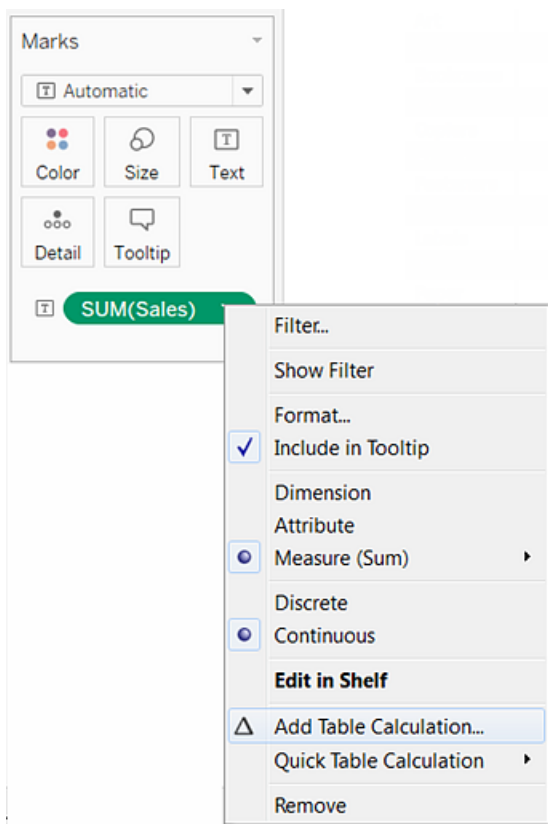 Marks
Automatic
Color Size Text
Detail Tooltip
SUM(Sales)
Filter...
Show Filter
Format...
Include in Tooltip
Dimension
Attribute
Measure (Sum)
Discrete
Continuous
Edit in Shelf
Add Table Calculation...
Quick Table Calculation
Remove